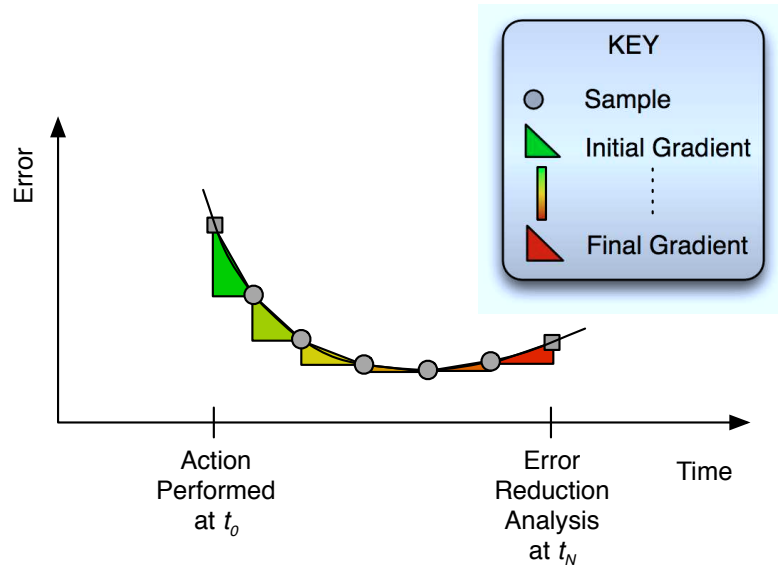 KEY
Sample
Initial Gradient
Final Gradient
Error
Action
Performed
at t0
Error
Reduction
Analysis
at tN
Time